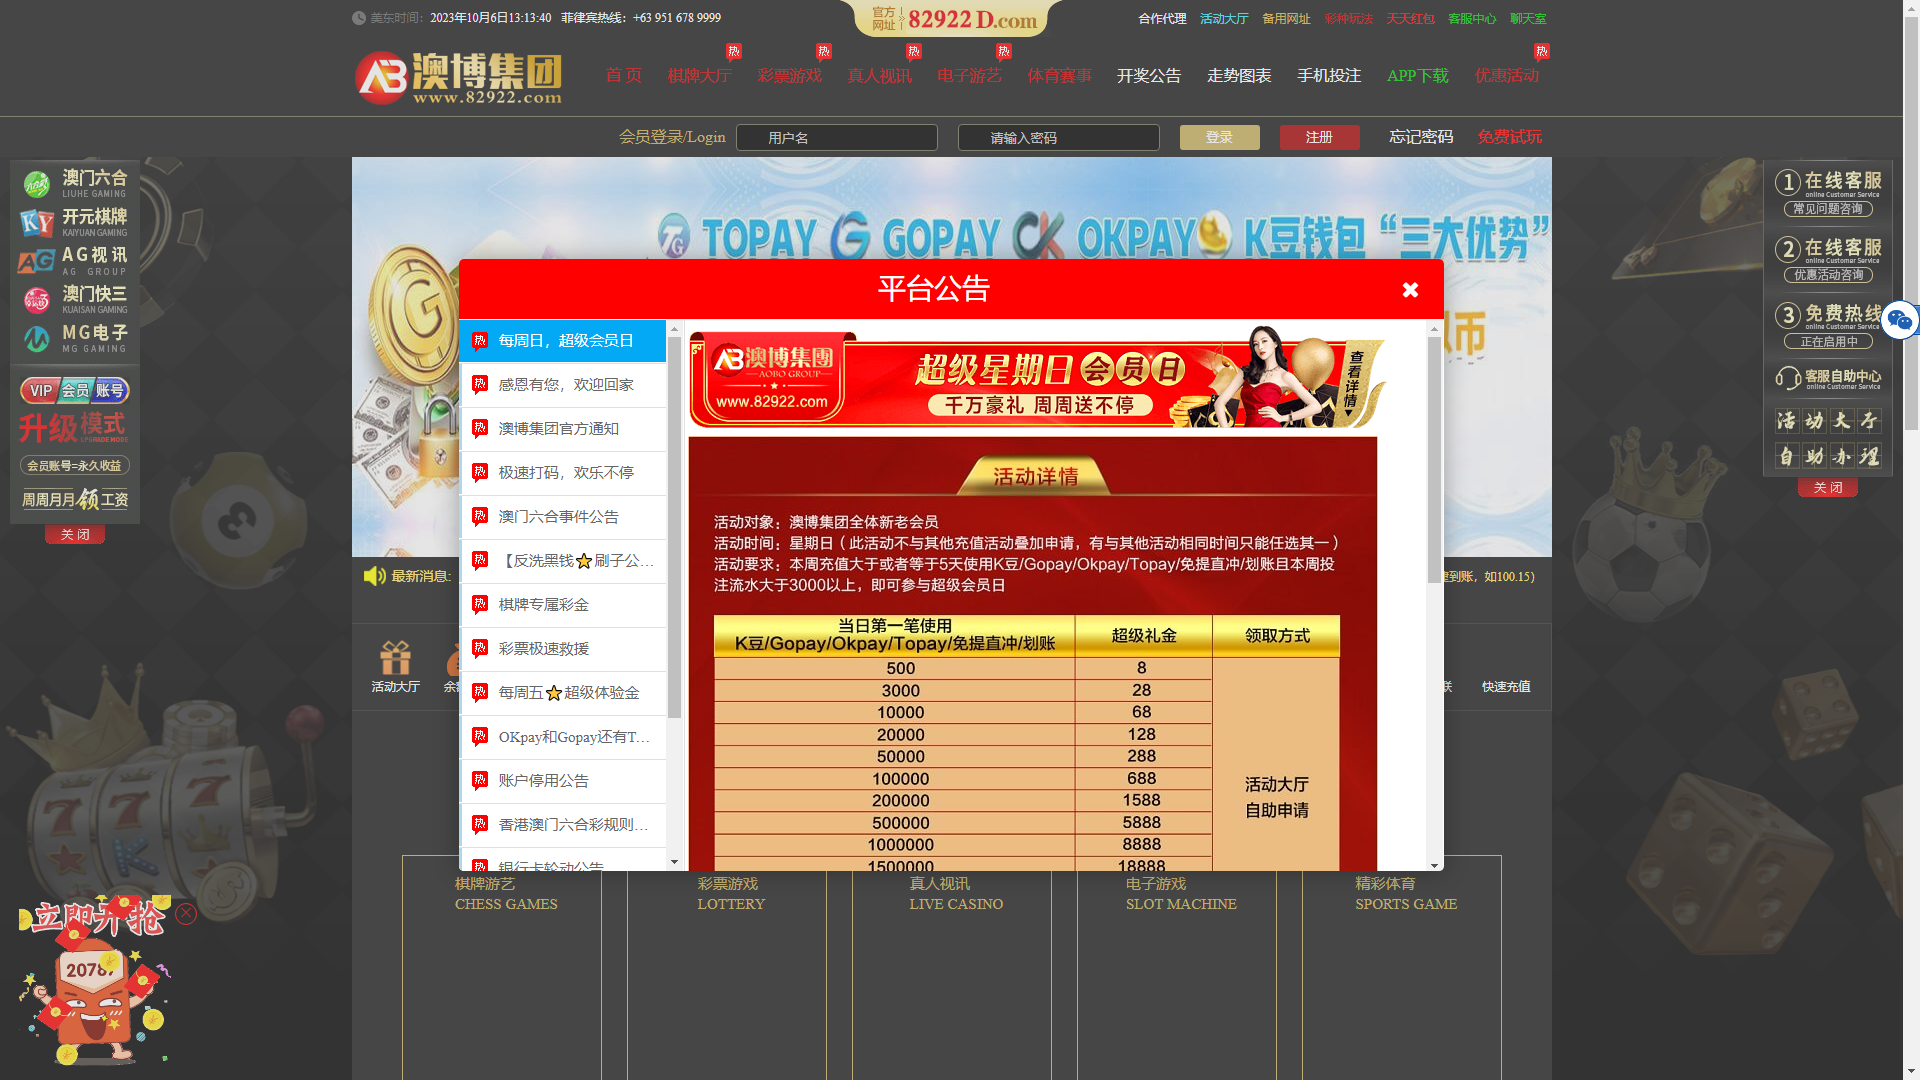 美东时间： 2023年10月6日13:13:40 菲律宾热线：+63 951 678 9999
官方网址 82922D.com
合作代理 活动大厅 备用网址 彩种玩法 天天红包 客服中心 聊天室
AB澳博集团
www.82922.com
首 页 棋牌大厅 热 彩票游戏 热 真人视讯 热 电子游艺 热 体育赛事 开奖公告 走势图表 手机投注 APP下载 优惠活动 热
会员登录/Login 用户名 请输入密码 登录 注册 忘记密码 免费试玩
澳门六合
LIUHE GAMING
KY 开元棋牌
KAIYUAN GAMING
AG AG视讯
AG GROUP
澳门快三
KUAISAN GAMING
MG电子
MG GAMING
VIP 会员 账号
升级模式
UPGRADE MODE
会员账号=永久收益
周周月月领工资
关 闭
TOPAY GOPAY OKPAY K豆钱包“三大优势”
币
1 在线客服
online Customer Service
常见问题咨询
2 在线客服
online Customer Service
优惠活动咨询
3 免费热线
online Customer Service
正在启用中
客服自助中心
online Customer Service
活动大厅
自助办理
关 闭
平台公告
热 每周日，超级会员日
热 感恩有您，欢迎回家
热 澳博集团官方通知
热 极速打码，欢乐不停
热 澳门六合事件公告
热 【反洗黑钱⭐刷子公…
热 棋牌专属彩金
热 彩票极速救援
热 每周五⭐超级体验金
热 OKpay和Gopay还有T…
热 账户停用公告
热 香港澳门六合彩规则…
热 银行卡轮动公告
AB澳博集團
AOBO GROUP
www.82922.com
超级星期日会员日
千万豪礼 周周送不停
查看详情
活动详情
活动对象：澳博集团全体新老会员
活动时间：星期日（此活动不与其他充值活动叠加申请，有与其他活动相同时间只能任选其一）
活动要求：本周充值大于或者等于5天使用K豆/Gopay/Okpay/Topay/免提直冲/划账且本周投
注流水大于3000以上，即可参与超级会员日
当日第一笔使用
K豆/Gopay/Okpay/Topay/免提直冲/划账 超级礼金 领取方式
500 8
3000 28
10000 68
20000 128
50000 288
100000 688
200000 1588
500000 5888
1000000 8888
1500000 18888
活动大厅
自助申请
最新消息:
到账，如100.15)
活动大厅 余
联 快速充值
棋牌游艺
CHESS GAMES
彩票游戏
LOTTERY
真人视讯
LIVE CASINO
电子游戏
SLOT MACHINE
精彩体育
SPORTS GAME
立即开抢
2078